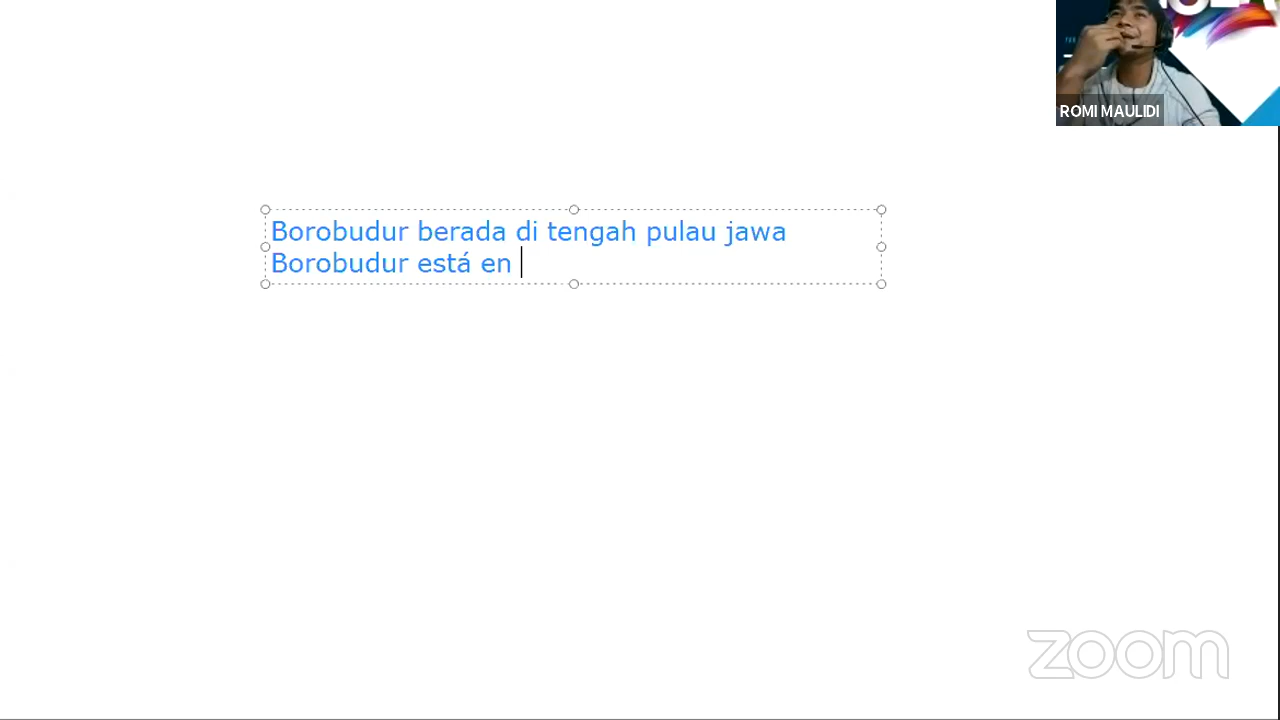 ROMI MAULIDI
Borobudur berada di tengah pulau jawa
Borobudur está en
zoom